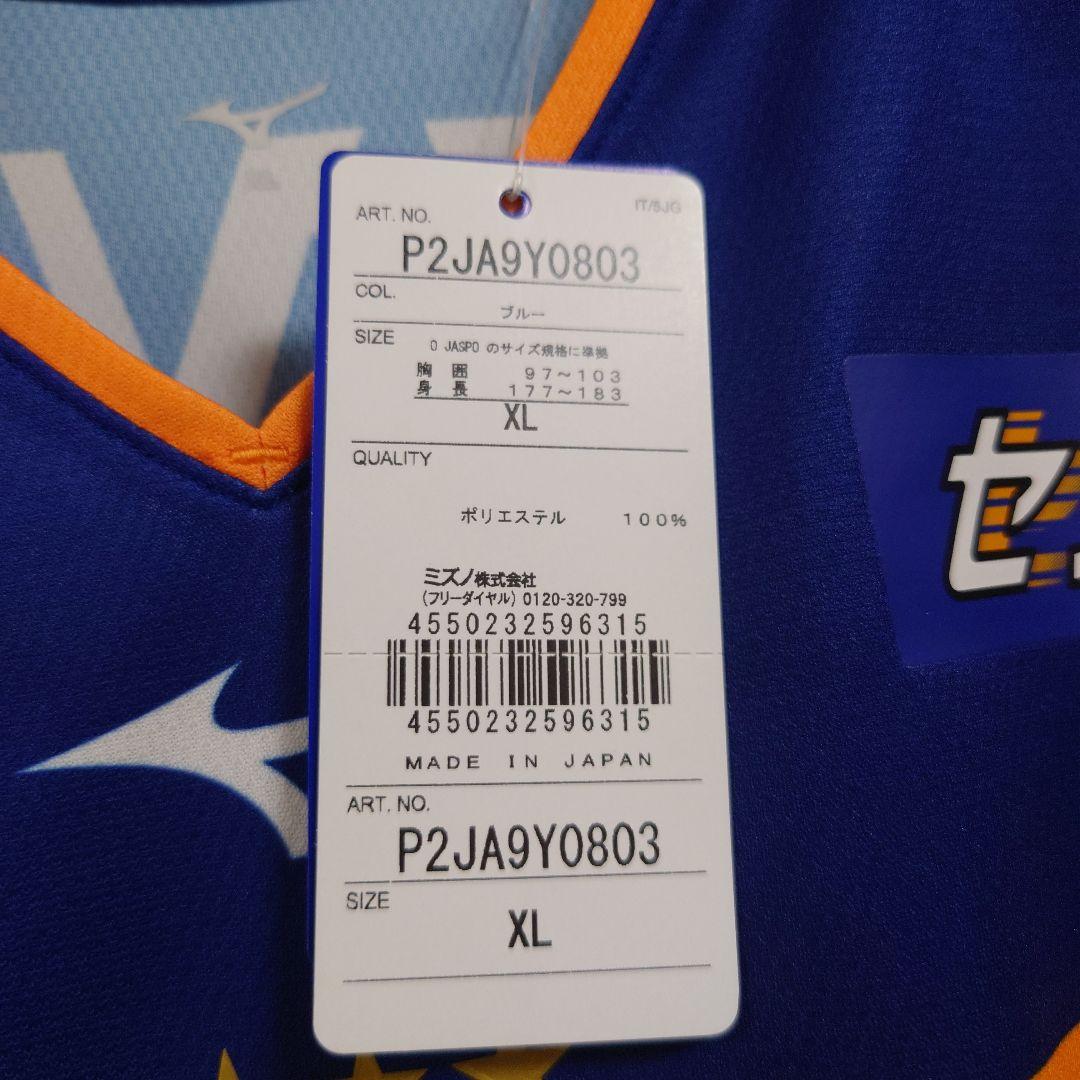 IT/5JG
ART. NO.
P2JA9Y0803
COL.
ブルー
SIZE
O JASPO のサイズ規格に準拠
胸 囲 97～103
身 長 177～183
XL
QUALITY
ポリエステル 100%
ミズノ株式会社
(フリーダイヤル) 0120-320-799
4550232596315
4550232596315
MADE IN JAPAN
ART. NO.
P2JA9Y0803
SIZE
XL
セ